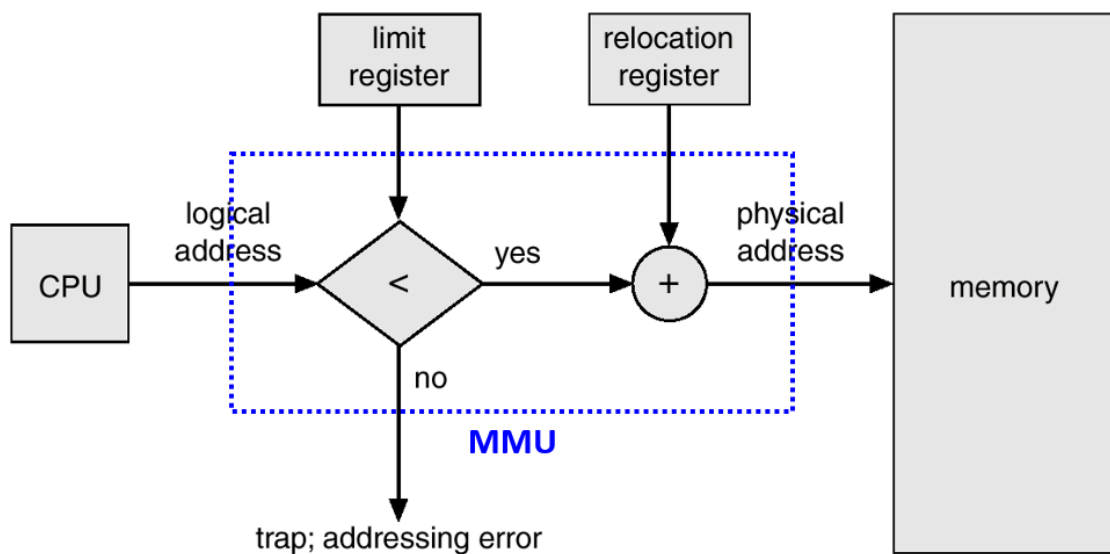 limit
register
relocation
register
logical
address
physical
address
CPU
<
yes
+
memory
no
MMU
trap; addressing error